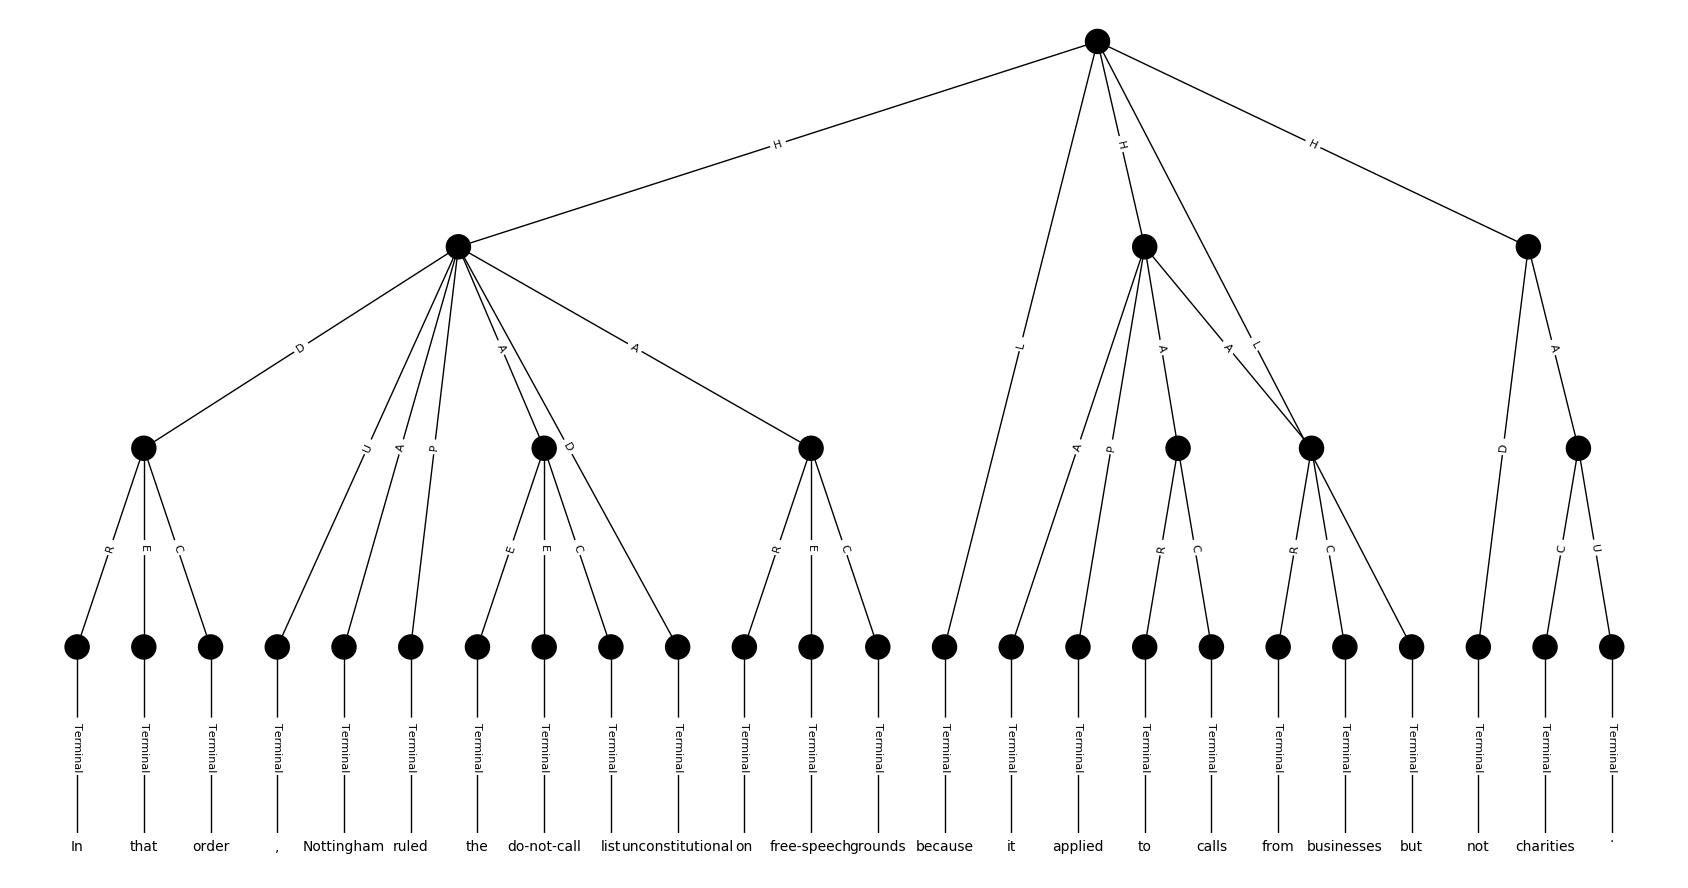 H H L H
D U A P A D A L A P A A L D A
R E C E E C R E C R C R C C U
Terminal Terminal Terminal Terminal Terminal Terminal Terminal Terminal Terminal Terminal Terminal Terminal Terminal Terminal Terminal Terminal Terminal Terminal Terminal Terminal Terminal Terminal Terminal Terminal
In that order , Nottingham ruled the do-not-call list unconstitutional on free-speech grounds because it applied to calls from businesses but not charities .